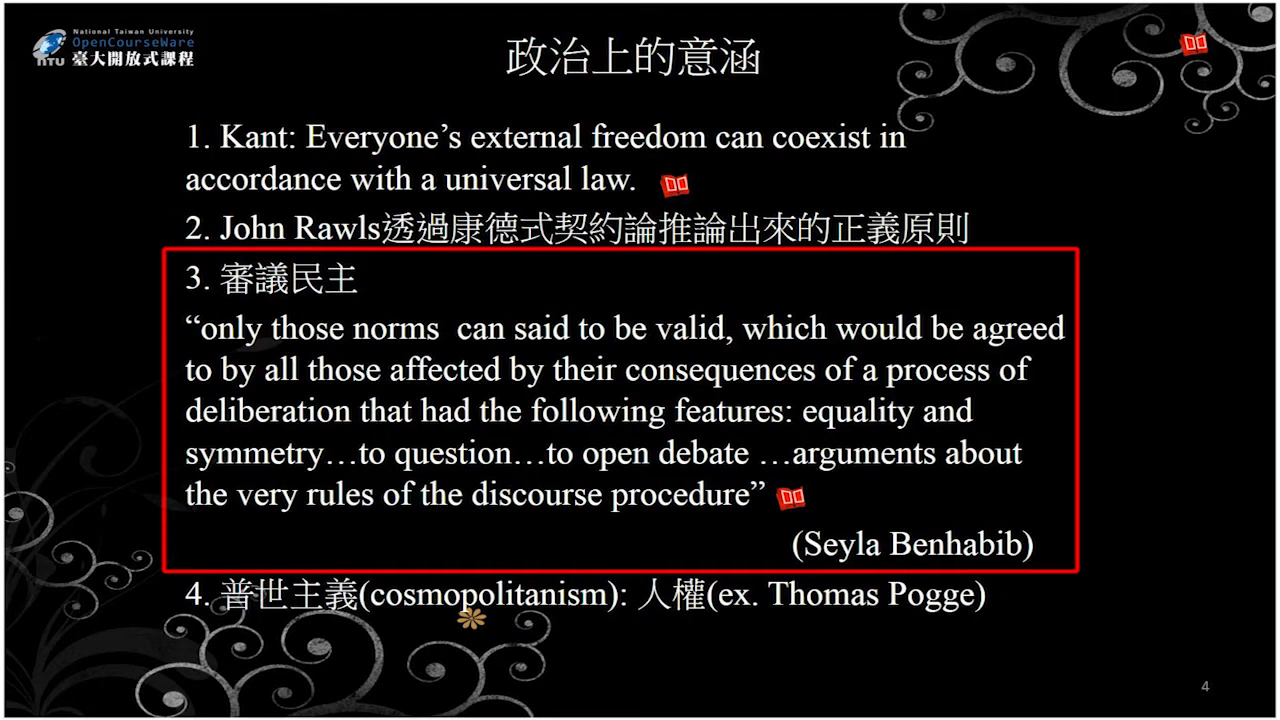 National Taiwan University
OpenCourseWare
NTU 臺大開放式課程
政治上的意涵
1. Kant: Everyone’s external freedom can coexist in
accordance with a universal law.
2. John Rawls透過康德式契約論推論出來的正義原則
3. 審議民主
“only those norms can said to be valid, which would be agreed
to by all those affected by their consequences of a process of
deliberation that had the following features: equality and
symmetry…to question…to open debate …arguments about
the very rules of the discourse procedure”
(Seyla Benhabib)
4. 普世主義(cosmopolitanism): 人權(ex. Thomas Pogge)
4